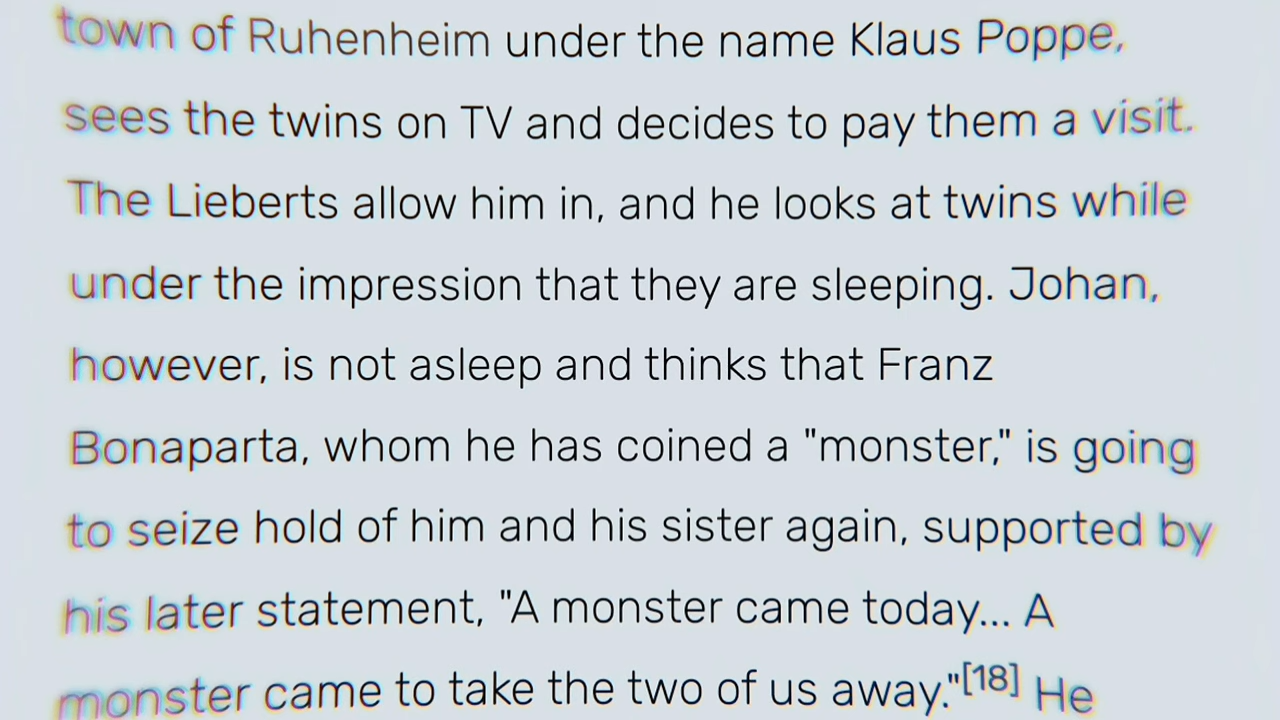 town of Ruhenheim under the name Klaus Poppe,
sees the twins on TV and decides to pay them a visit.
The Lieberts allow him in, and he looks at twins while
under the impression that they are sleeping. Johan,
however, is not asleep and thinks that Franz
Bonaparta, whom he has coined a "monster," is going
to seize hold of him and his sister again, supported by
his later statement, "A monster came today... A
monster came to take the two of us away."[18] He